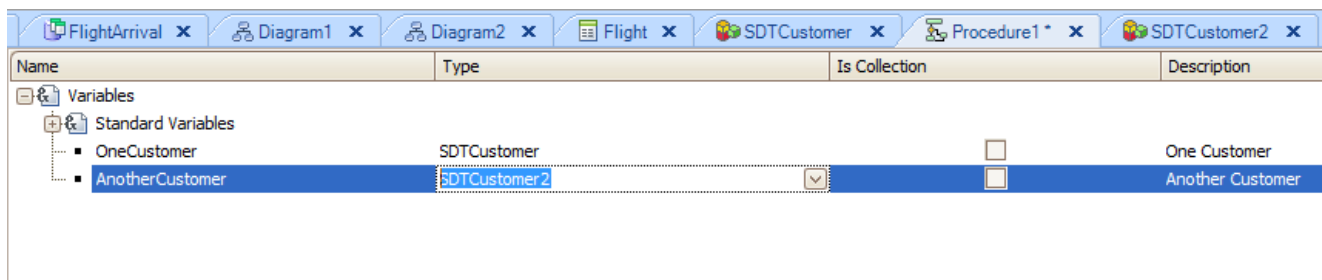 FlightArrival x Diagram1 x Diagram2 x Flight x SDTCustomer x Procedure1 * x SDTCustomer2 x
Name Type Is Collection Description
Variables
Standard Variables
OneCustomer SDTCustomer One Customer
AnotherCustomer SDTCustomer2 Another Customer